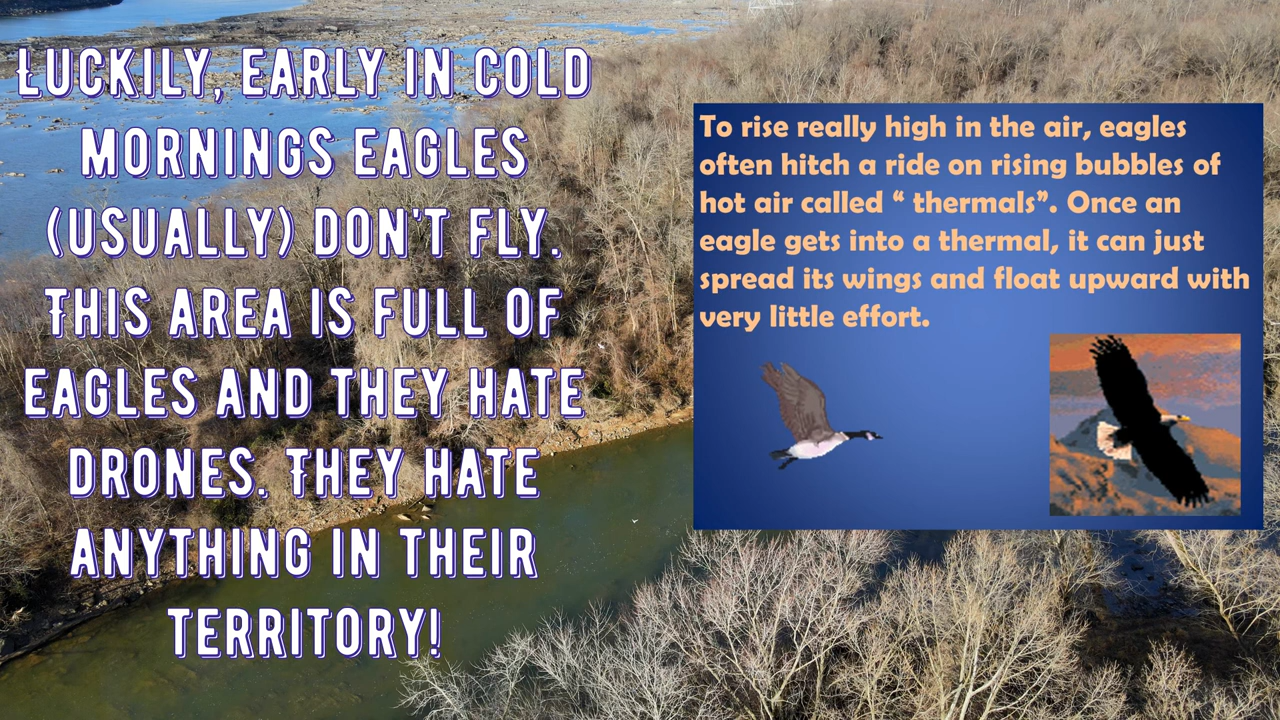 Luckily, early in cold
mornings eagles
(usually) don't fly.
This area is full of
eagles and they hate
drones. They hate
anything in their
territory!
To rise really high in the air, eagles
often hitch a ride on rising bubbles of
hot air called “ thermals”. Once an
eagle gets into a thermal, it can just
spread its wings and float upward with
very little effort.